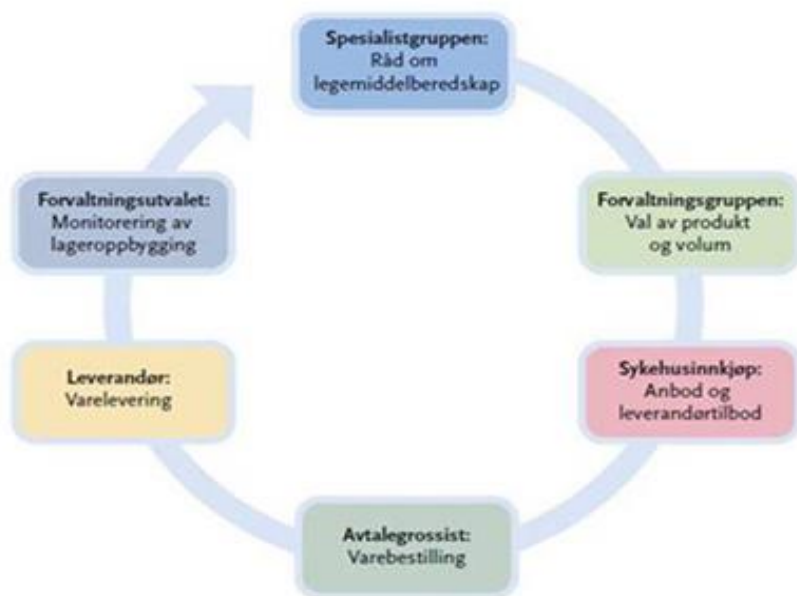 Spesialistgruppen:
Råd om
legemiddelberedskap
Forvaltningsgruppen:
Val av produkt
og volum
Sykehusinnkjøp:
Anbod og
leverandørtilbod
Avtalegrossist:
Varebestilling
Leverandør:
Varelevering
Forvaltningsutvalet:
Monitorering av
lageroppbygging